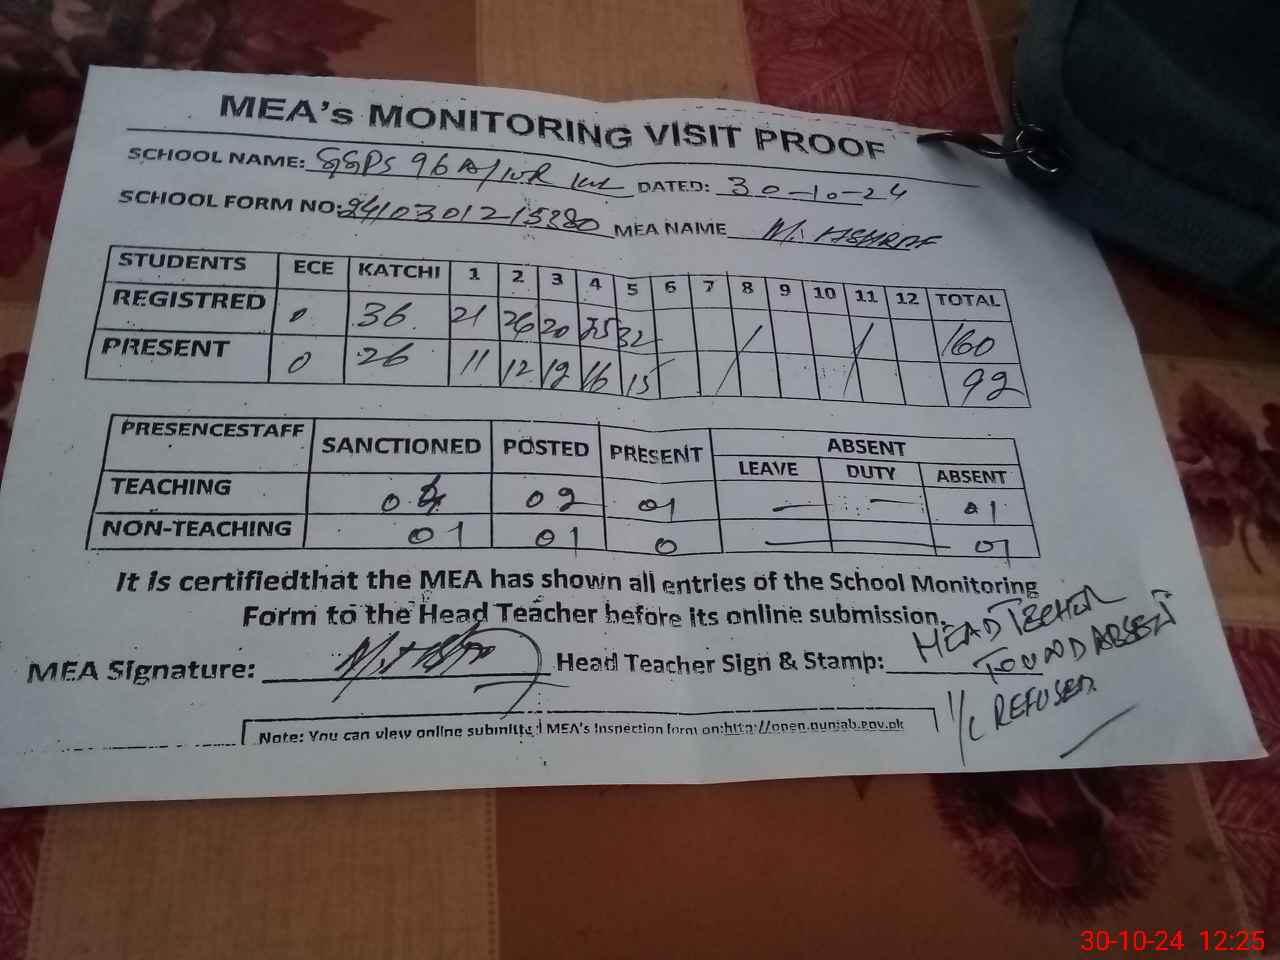 MEA's MONITORING VISIT PROOF
SCHOOL NAME: GGPS 96 A/WR DATED: 30-10-24
SCHOOL FORM NO: 2410301215380 MEA NAME M. ASHRAF
STUDENTS ECE KATCHI 1 2 3 4 5 6 7 8 9 10 11 12 TOTAL
REGISTRED 0 36 21 26 20 25 32 160
PRESENT 0 26 11 12 12 16 15 92
PRESENCESTAFF SANCTIONED POSTED PRESENT ABSENT
LEAVE DUTY ABSENT
TEACHING 04 02 01 — — 01
NON-TEACHING 01 01 0 — — 01
It is certifiedthat the MEA has shown all entries of the School Monitoring
Form to the Head Teacher before its online submission.
MEA Signature: Head Teacher Sign & Stamp: HEAD TEACHER
FOUND ABSENT
I/C REFUSED.
Note: You can view online submitted MEA's Inspection form on:http://open.punjab.gov.pk
30-10-24 12:25